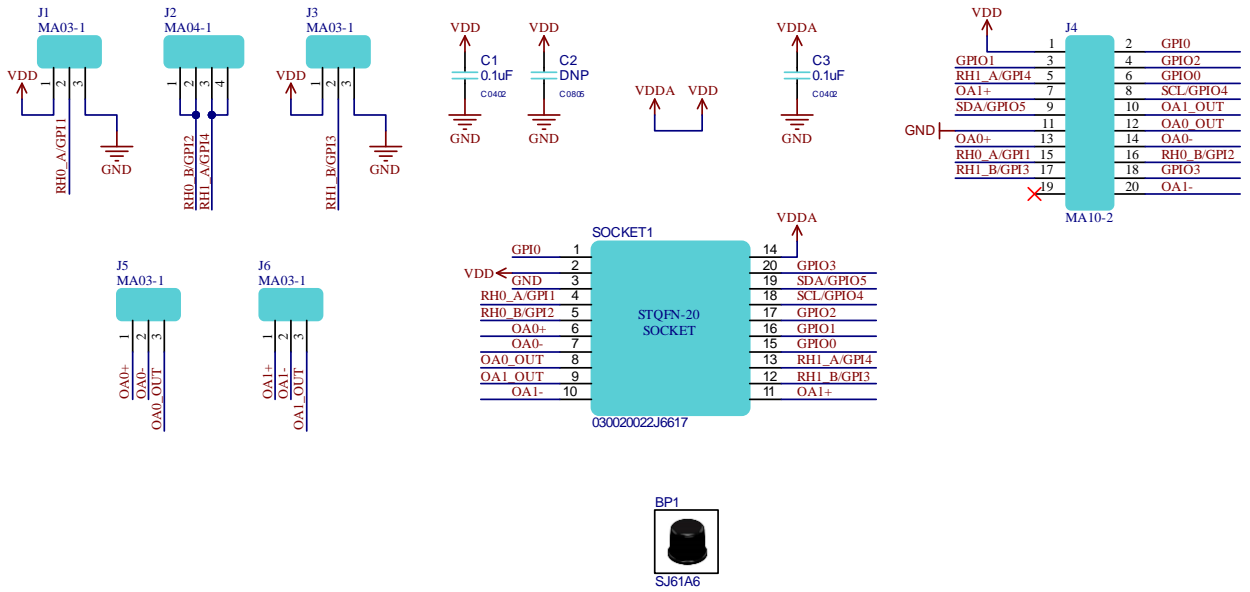 J1
MA03-1
VDD
1
2
3
RH0_A/GPI1
GND
J2
MA04-1
1
2
3
4
RH0_B/GPI2
RH1_A/GPI4
J3
MA03-1
VDD
1
2
3
RH1_B/GPI3
GND
VDD
C1
0.1uF
C0402
GND
VDD
C2
DNP
C0805
GND
VDDA
VDD
VDDA
C3
0.1uF
C0402
GND
VDD
J4
1
2
GPI0
GPIO1
3
4
GPIO2
RH1_A/GPI4
5
6
GPIO0
OA1+
7
8
SCL/GPIO4
SDA/GPIO5
9
10
OA1_OUT
GND
11
12
OA0_OUT
OA0+
13
14
OA0-
RH0_A/GPI1
15
16
RH0_B/GPI2
RH1_B/GPI3
17
18
GPIO3
19
20
OA1-
MA10-2
J5
MA03-1
1
2
3
OA0+
OA0-
OA0_OUT
J6
MA03-1
1
2
3
OA1+
OA1-
OA1_OUT
SOCKET1
VDDA
GPI0
1
14
VDD
2
20
GPIO3
GND
3
19
SDA/GPIO5
RH0_A/GPI1
4
18
SCL/GPIO4
RH0_B/GPI2
5
17
GPIO2
OA0+
6
16
GPIO1
OA0-
7
15
GPIO0
OA0_OUT
8
13
RH1_A/GPI4
OA1_OUT
9
12
RH1_B/GPI3
OA1-
10
11
OA1+
STQFN-20
SOCKET
030020022J6617
BP1
SJ61A6